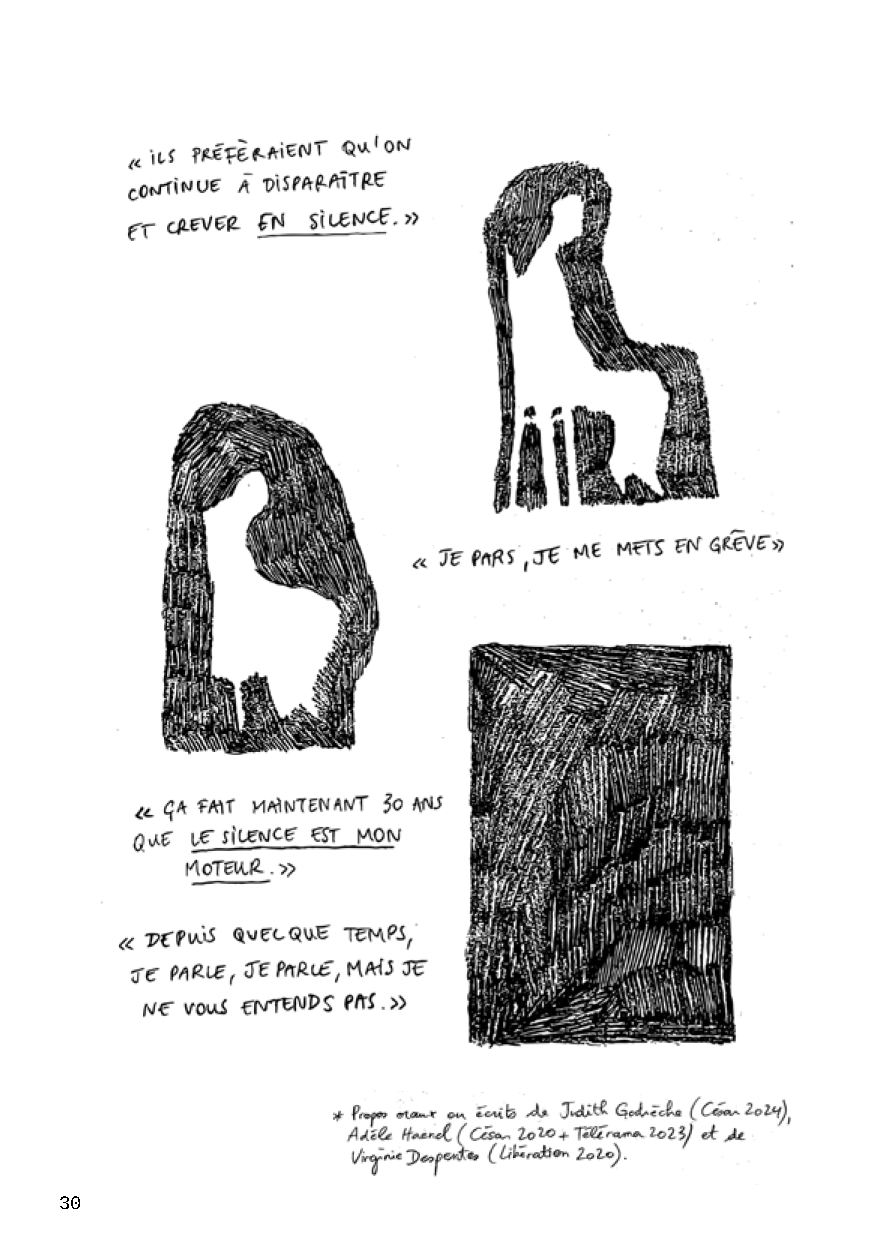 « ILS PRÉFÈRAIENT QU'ON
CONTINUE À DISPARAÎTRE
ET CREVER EN SILENCE. »
« JE PARS, JE ME METS EN GRÊVE »
« ÇA FAIT MAINTENANT 30 ANS
QUE LE SILENCE EST MON
MOTEUR. »
« DEPUIS QUELQUE TEMPS,
JE PARLE, JE PARLE, MAIS JE
NE VOUS ENTENDS PAS. »
* Propos oraux ou écrits de Judith Godrèche (César 2024),
Adèle Haenel (César 2020 + Télérama 2023) et de
Virginie Despentes (Libération 2020).
30